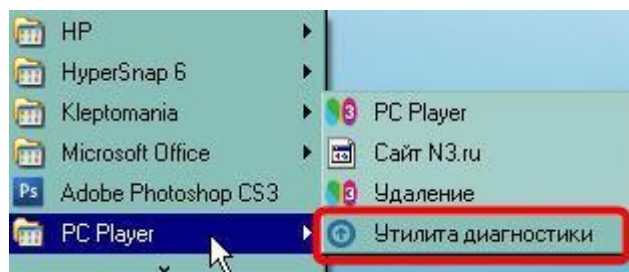 HP
HyperSnap 6
Kleptomania
Microsoft Office
Ps Adobe Photoshop CS3
PC Player
PC Player
Сайт N3.ru
Удаление
Утилита диагностики